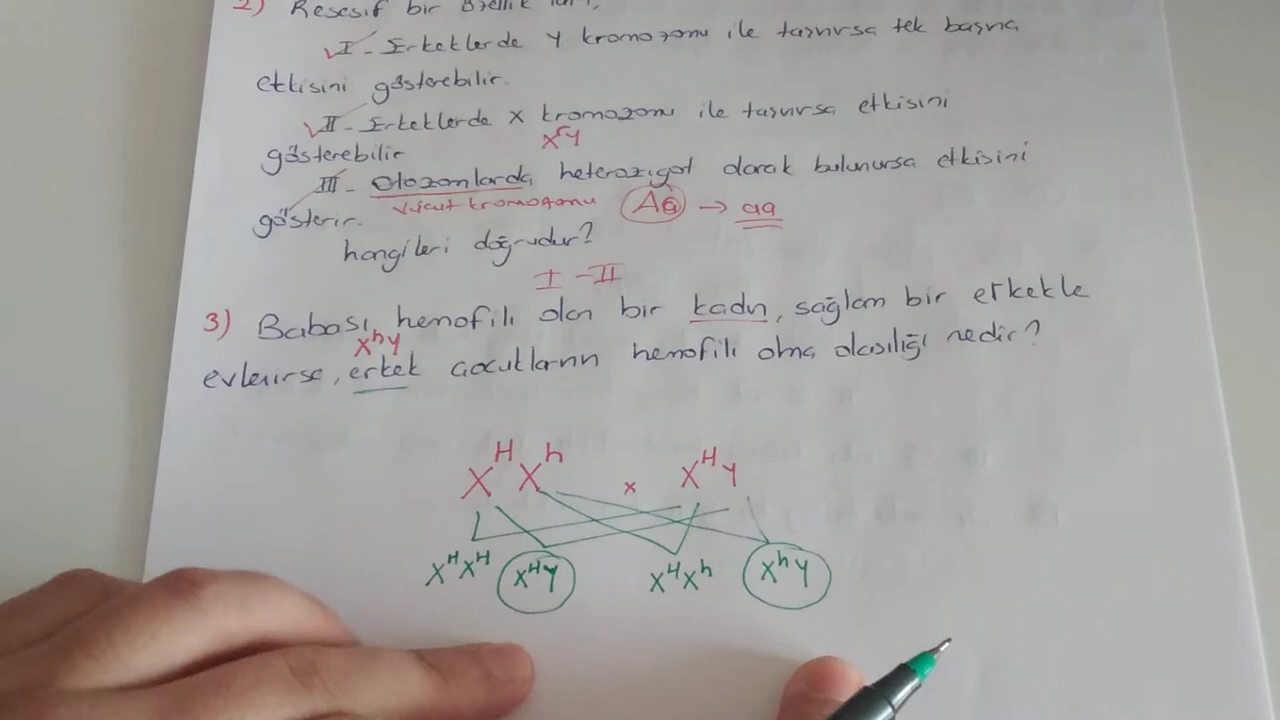 2) Resesif bir özellik için,
I - Erkeklerde Y kromozomu ile taşınırsa tek başına
etkisini gösterebilir.
II - Erkeklerde X kromozomu ile taşınırsa etkisini
gösterebilir
XʳY
III - Otozomlarda heterozigot olarak bulunursa etkisini
gösterir.
vücut kromozomu Aa → aa
hangileri doğrudur?
I - II
3) Babası hemofili olan bir kadın, sağlam bir erkekle
XʰY
evlenirse, erkek çocukların hemofili olma olasılığı nedir?
XᴴXʰ x XᴴY
XᴴXᴴ XᴴY XᴴXʰ XʰY